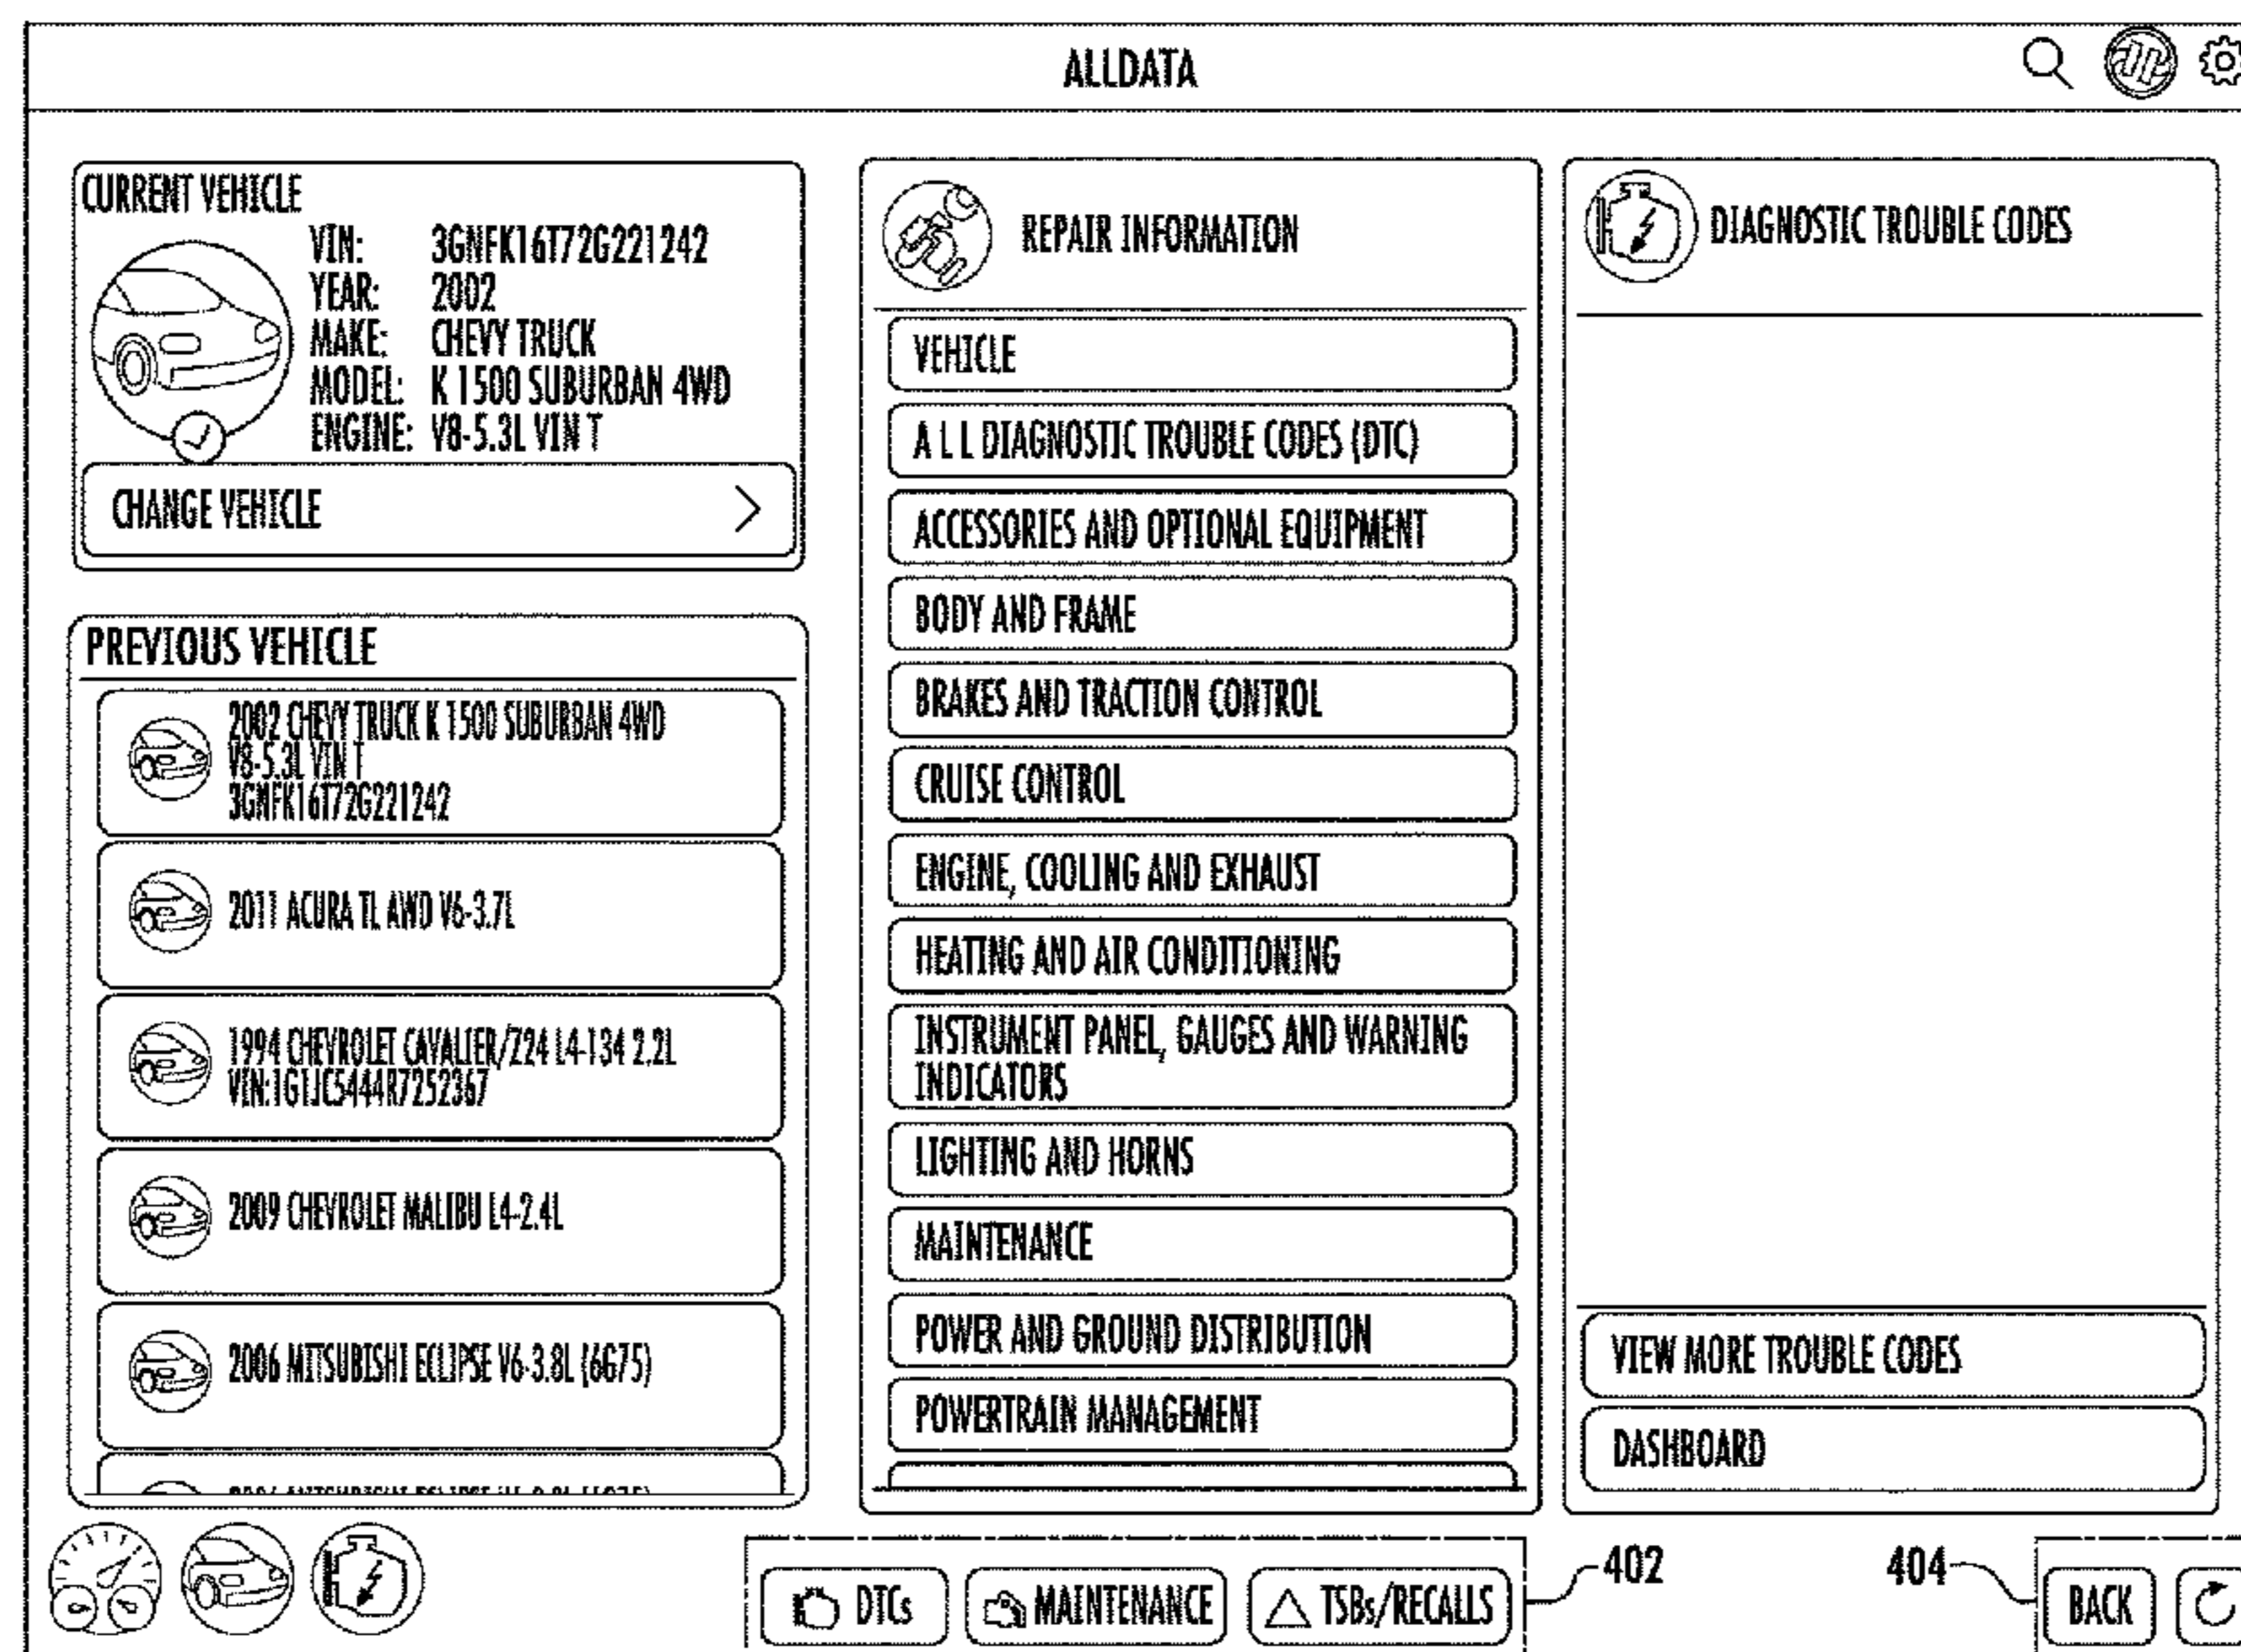 ALLDATA
CURRENT VEHICLE
VIN: 3GNFK16T72G221242
YEAR: 2002
MAKE: CHEVY TRUCK
MODEL: K 1500 SUBURBAN 4WD
ENGINE: V8-5.3L VIN T
CHANGE VEHICLE
PREVIOUS VEHICLE
2002 CHEVY TRUCK K 1500 SUBURBAN 4WD
V8-5.3L VIN T
3GNFK16T72G221242
2011 ACURA TL AWD V6-3.7L
1994 CHEVROLET CAVALIER/Z24 L4-134 2.2L
VIN:1G1JC5444R7252367
2009 CHEVROLET MALIBU L4-2.4L
2006 MITSUBISHI ECLIPSE V6-3.8L (6G75)
REPAIR INFORMATION
VEHICLE
A L L DIAGNOSTIC TROUBLE CODES (DTC)
ACCESSORIES AND OPTIONAL EQUIPMENT
BODY AND FRAME
BRAKES AND TRACTION CONTROL
CRUISE CONTROL
ENGINE, COOLING AND EXHAUST
HEATING AND AIR CONDITIONING
INSTRUMENT PANEL, GAUGES AND WARNING
INDICATORS
LIGHTING AND HORNS
MAINTENANCE
POWER AND GROUND DISTRIBUTION
POWERTRAIN MANAGEMENT
DIAGNOSTIC TROUBLE CODES
VIEW MORE TROUBLE CODES
DASHBOARD
DTCs
MAINTENANCE
TSBs/RECALLS
402
404
BACK